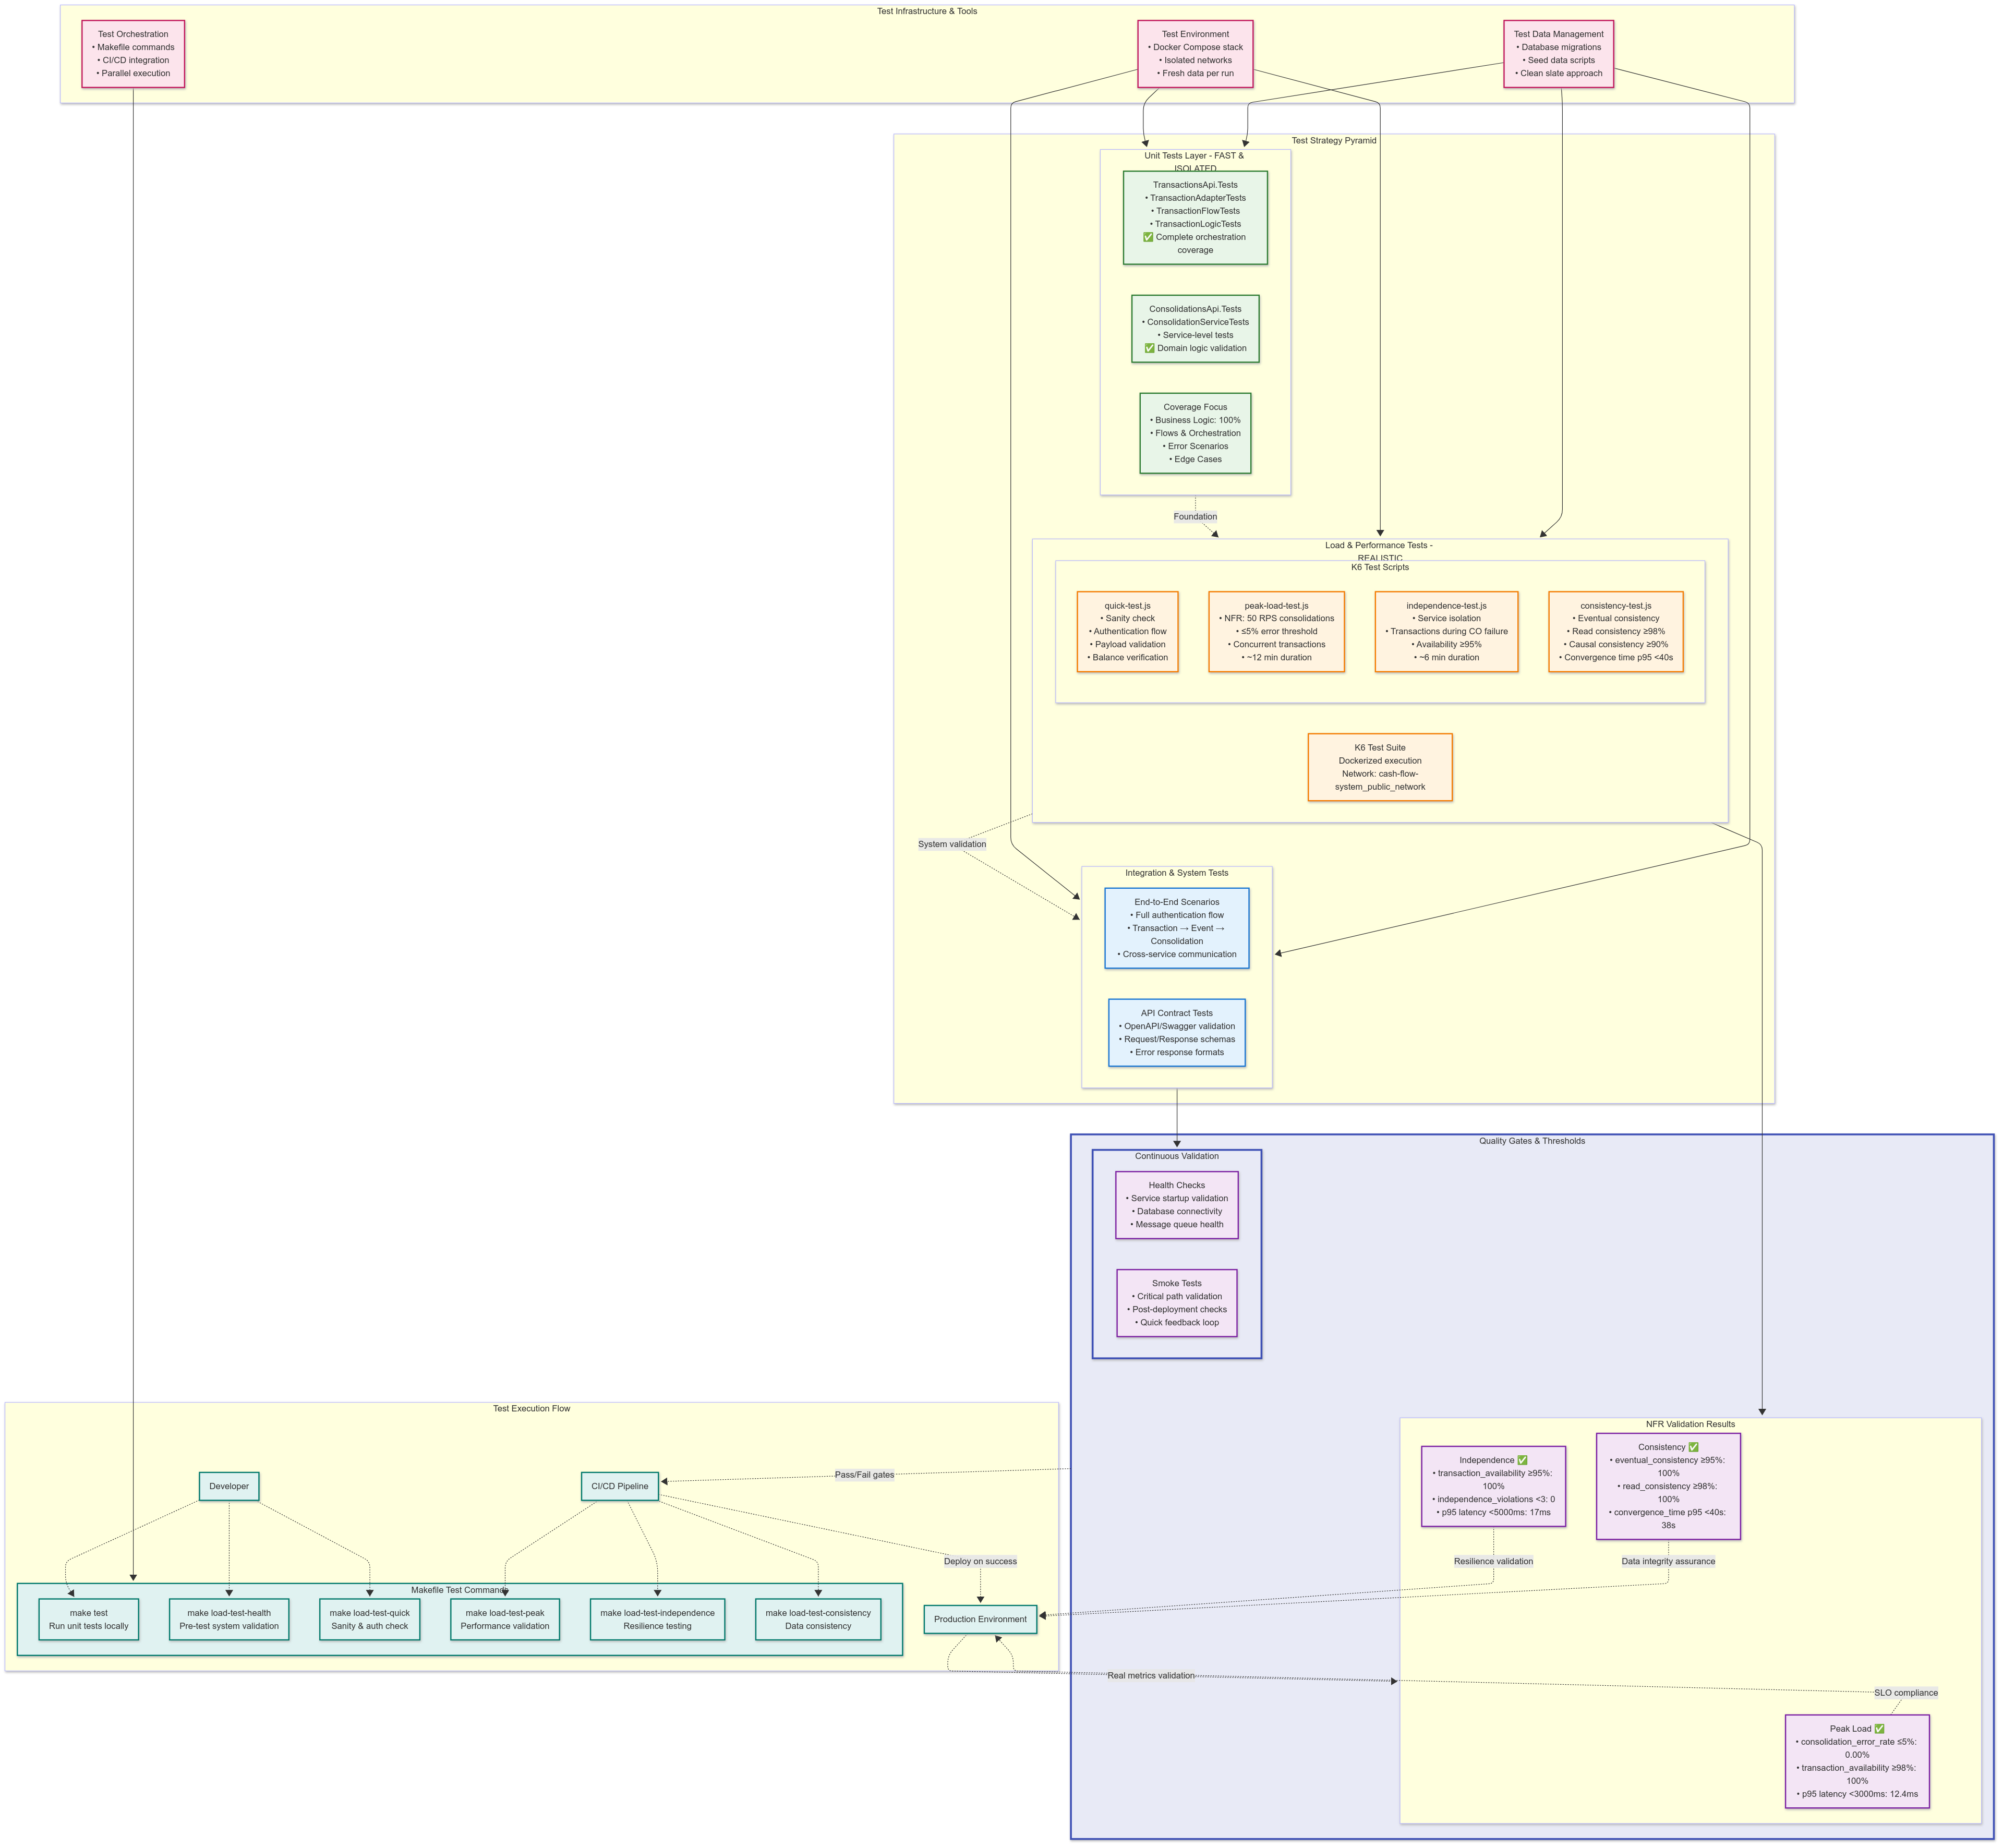 Test Infrastructure & Tools
Test Orchestration
• Makefile commands
• CI/CD integration
• Parallel execution
Test Environment
• Docker Compose stack
• Isolated networks
• Fresh data per run
Test Data Management
• Database migrations
• Seed data scripts
• Clean slate approach
Test Strategy Pyramid
Unit Tests Layer - FAST &
ISOLATED
TransactionsApi.Tests
• TransactionAdapterTests
• TransactionFlowTests
• TransactionLogicTests
✅ Complete orchestration
coverage
ConsolidationsApi.Tests
• ConsolidationServiceTests
• Service-level tests
✅ Domain logic validation
Coverage Focus
• Business Logic: 100%
• Flows & Orchestration
• Error Scenarios
• Edge Cases
Foundation
Load & Performance Tests -
REALISTIC
K6 Test Scripts
quick-test.js
• Sanity check
• Authentication flow
• Payload validation
• Balance verification
peak-load-test.js
• NFR: 50 RPS consolidations
• ≤5% error threshold
• Concurrent transactions
• ~12 min duration
independence-test.js
• Service isolation
• Transactions during CO failure
• Availability ≥95%
• ~6 min duration
consistency-test.js
• Eventual consistency
• Read consistency ≥98%
• Causal consistency ≥90%
• Convergence time p95 <40s
K6 Test Suite
Dockerized execution
Network: cash-flow-
system_public_network
System validation
Integration & System Tests
End-to-End Scenarios
• Full authentication flow
• Transaction → Event →
Consolidation
• Cross-service communication
API Contract Tests
• OpenAPI/Swagger validation
• Request/Response schemas
• Error response formats
Quality Gates & Thresholds
Continuous Validation
Health Checks
• Service startup validation
• Database connectivity
• Message queue health
Smoke Tests
• Critical path validation
• Post-deployment checks
• Quick feedback loop
NFR Validation Results
Independence ✅
• transaction_availability ≥95%:
100%
• independence_violations <3: 0
• p95 latency <5000ms: 17ms
Consistency ✅
• eventual_consistency ≥95%:
100%
• read_consistency ≥98%:
100%
• convergence_time p95 <40s:
38s
Resilience validation
Data integrity assurance
Test Execution Flow
Developer
CI/CD Pipeline
Pass/Fail gates
Deploy on success
Makefile Test Commands
make test
Run unit tests locally
make load-test-health
Pre-test system validation
make load-test-quick
Sanity & auth check
make load-test-peak
Performance validation
make load-test-independence
Resilience testing
make load-test-consistency
Data consistency
Production Environment
Real metrics validation
SLO compliance
Peak Load ✅
• consolidation_error_rate ≤5%:
0.00%
• transaction_availability ≥98%:
100%
• p95 latency <3000ms: 12.4ms